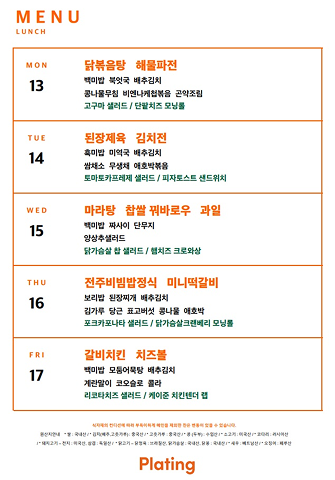 MENU
LUNCH
MON
13
닭볶음탕 해물파전
백미밥 북엇국 배추김치
콩나물무침 비엔나케첩볶음 곤약조림
고구마 샐러드 / 단팥치즈 모닝롤
TUE
14
된장제육 김치전
흑미밥 미역국 배추김치
쌈채소 무생채 애호박볶음
토마토카프레제 샐러드 / 피자토스트 샌드위치
WED
15
마라탕 찹쌀 꿔바로우 과일
백미밥 짜사이 단무지
양상추샐러드
닭가슴살 찹 샐러드 / 햄치즈 크로와상
THU
16
전주비빔밥정식 미니떡갈비
보리밥 된장찌개 배추김치
김가루 당근 표고버섯 콩나물 애호박
포크카포나타 샐러드 / 닭가슴살크랜베리 모닝롤
FRI
17
갈비치킨 치즈볼
백미밥 모듬어묵탕 배추김치
계란말이 코오슬로 콜라
리코타치즈 샐러드 / 케이준 치킨텐더 랩
Plating